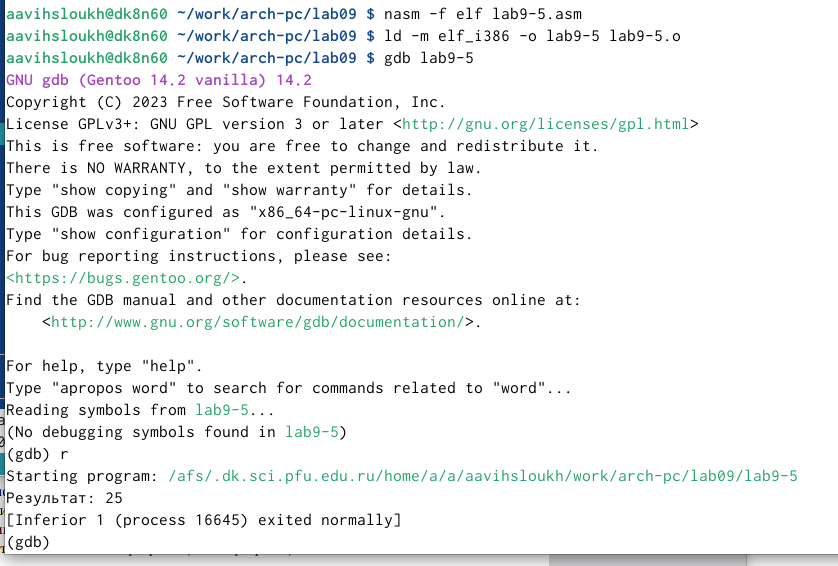 aavihsloukh@dk8n60 ~/work/arch-pc/lab09 $ nasm -f elf lab9-5.asm
aavihsloukh@dk8n60 ~/work/arch-pc/lab09 $ ld -m elf_i386 -o lab9-5 lab9-5.o
aavihsloukh@dk8n60 ~/work/arch-pc/lab09 $ gdb lab9-5
GNU gdb (Gentoo 14.2 vanilla) 14.2
Copyright (C) 2023 Free Software Foundation, Inc.
License GPLv3+: GNU GPL version 3 or later <http://gnu.org/licenses/gpl.html>
This is free software: you are free to change and redistribute it.
There is NO WARRANTY, to the extent permitted by law.
Type "show copying" and "show warranty" for details.
This GDB was configured as "x86_64-pc-linux-gnu".
Type "show configuration" for configuration details.
For bug reporting instructions, please see:
<https://bugs.gentoo.org/>.
Find the GDB manual and other documentation resources online at:
    <http://www.gnu.org/software/gdb/documentation/>.

For help, type "help".
Type "apropos word" to search for commands related to "word"...
Reading symbols from lab9-5...
(No debugging symbols found in lab9-5)
(gdb) r
Starting program: /afs/.dk.sci.pfu.edu.ru/home/a/a/aavihsloukh/work/arch-pc/lab09/lab9-5
Результат: 25
[Inferior 1 (process 16645) exited normally]
(gdb)